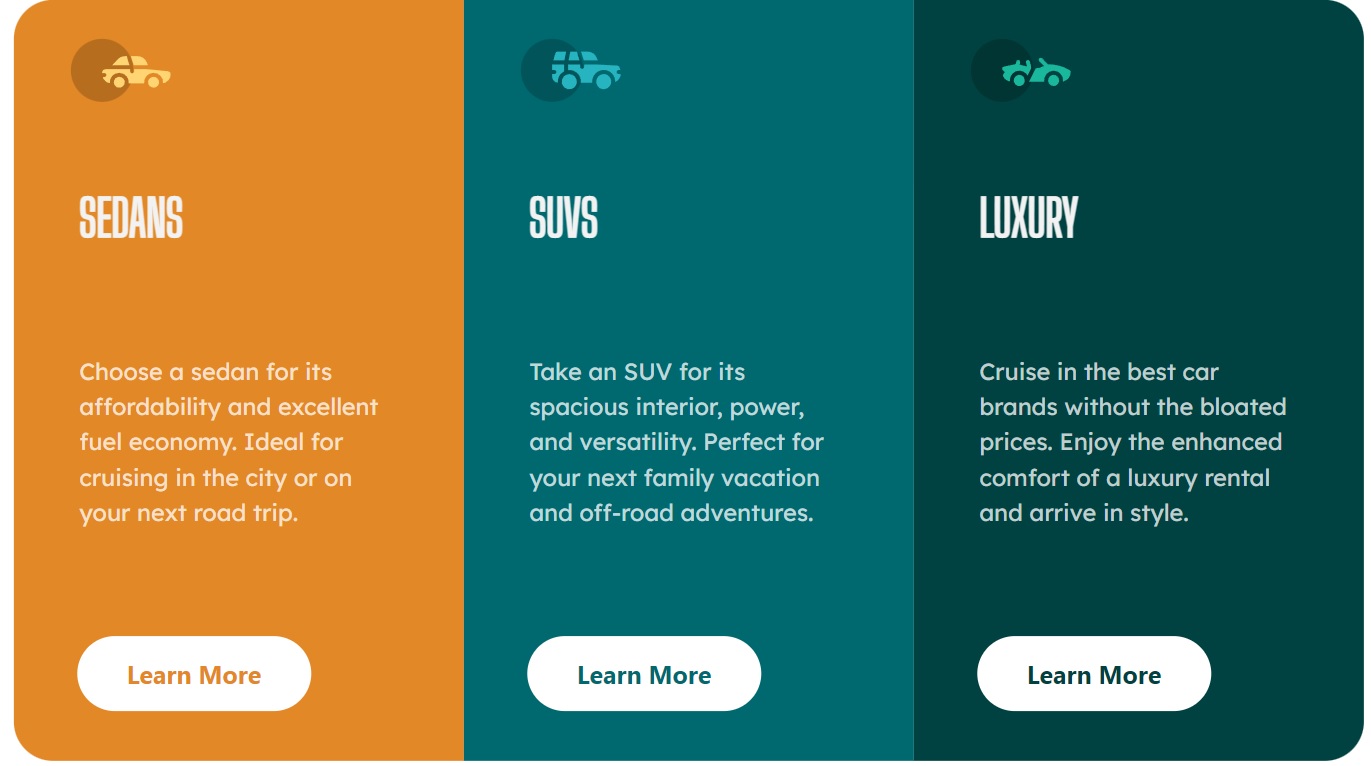 SEDANS
Choose a sedan for its
affordability and excellent
fuel economy. Ideal for
cruising in the city or on
your next road trip.
Learn More
SUVS
Take an SUV for its
spacious interior, power,
and versatility. Perfect for
your next family vacation
and off-road adventures.
Learn More
LUXURY
Cruise in the best car
brands without the bloated
prices. Enjoy the enhanced
comfort of a luxury rental
and arrive in style.
Learn More